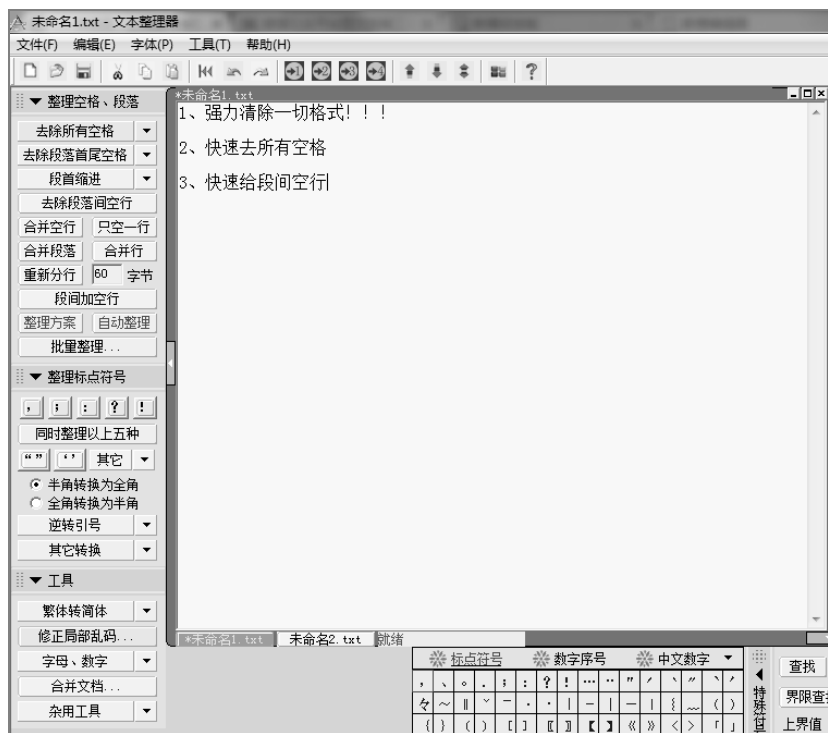 未命名1.txt - 文本整理器
文件(F) 编辑(E) 字体(P) 工具(T) 帮助(H)
整理空格、段落
去除所有空格
去除段落首尾空格
段首缩进
去除段落间空行
合并空行 只空一行
合并段落 合并行
重新分行 60 字节
段间加空行
整理方案 自动整理
批量整理...
整理标点符号
, ; : ? !
同时整理以上五种
“” ‘’ 其它
半角转换为全角
全角转换为半角
逆转引号
其它转换
工具
繁体转简体
修正局部乱码...
字母、数字
合并文档...
杂用工具
*未命名1.txt
1、强力清除一切格式!!!
2、快速去所有空格
3、快速给段间空行
*未命名1.txt 未命名2.txt 就绪
标点符号 数字序号 中文数字
, 、 。 . ; : ? ! … ¨ 〃 ˊ ˋ 〃 ˋ ˊ
々 ~ ‖ ˇ ﹣ · · | – | — | ﹛ ﹏ ( )
{ } ( ) [ ] 〖 〗 【 】 《 》 〈 〉 「 」
特殊符号
查找
界限查找
上界值